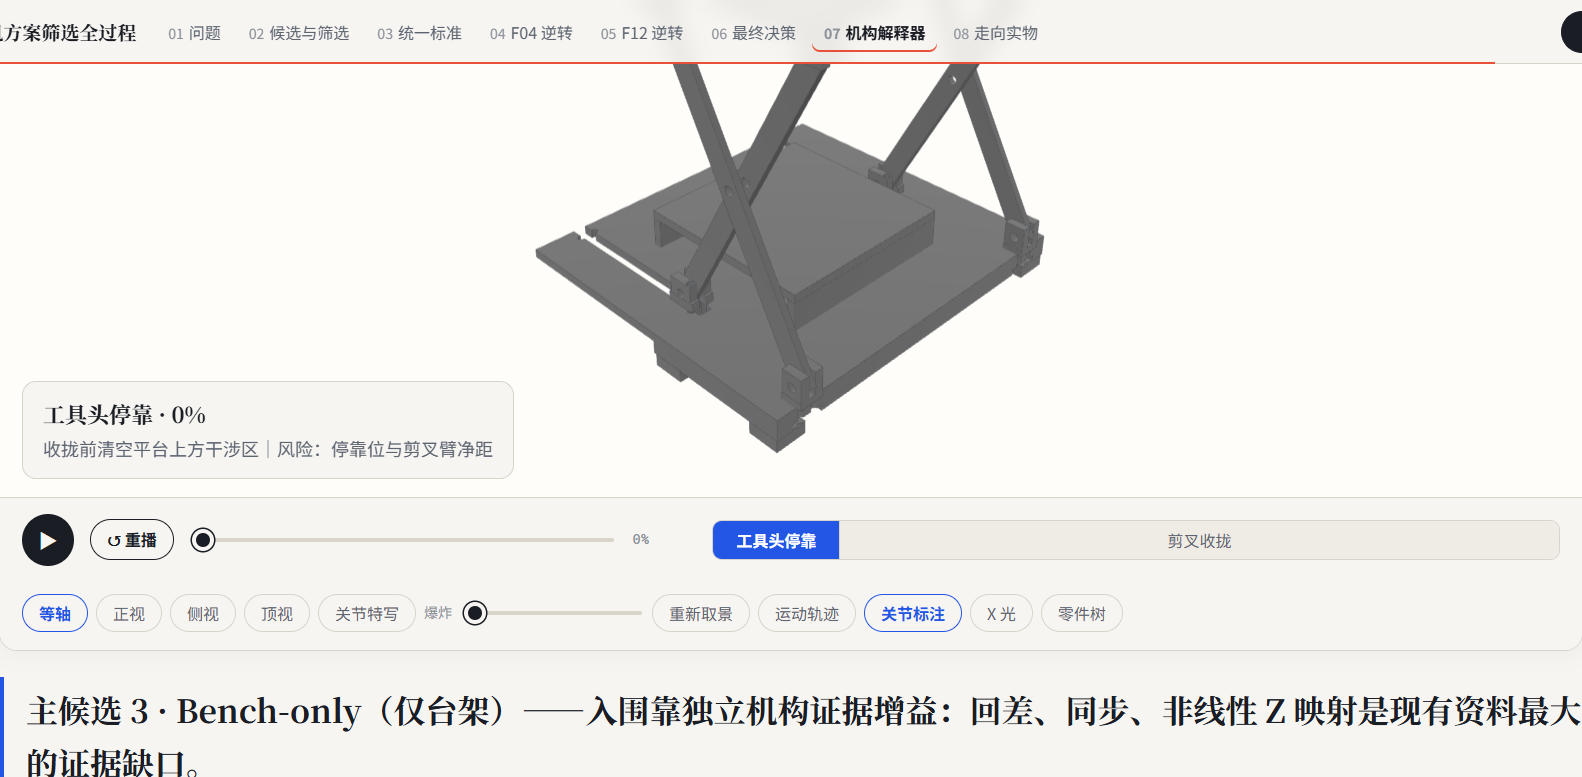 方案筛选全过程
01 问题
02 候选与筛选
03 统一标准
04 F04 逆转
05 F12 逆转
06 最终决策
07 机构解释器
08 走向实物
工具头停靠 · 0%
收拢前清空平台上方干涉区｜风险：停靠位与剪叉臂净距
↺ 重播
0%
工具头停靠
剪叉收拢
等轴
正视
侧视
顶视
关节特写
爆炸
重新取景
运动轨迹
关节标注
X 光
零件树
主候选 3 · Bench-only（仅台架）——入围靠独立机构证据增益：回差、同步、非线性 Z 映射是现有资料最大
的证据缺口。